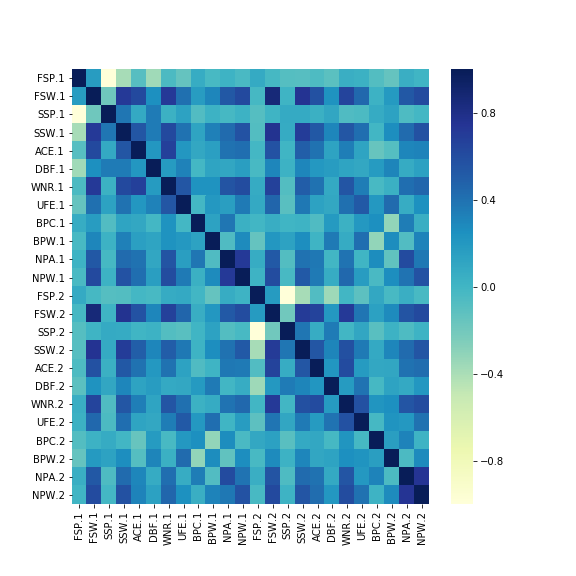 FSP.1
FSW.1
SSP.1
SSW.1
ACE.1
DBF.1
WNR.1
UFE.1
BPC.1
BPW.1
NPA.1
NPW.1
FSP.2
FSW.2
SSP.2
SSW.2
ACE.2
DBF.2
WNR.2
UFE.2
BPC.2
BPW.2
NPA.2
NPW.2
FSP.1 FSW.1 SSP.1 SSW.1 ACE.1 DBF.1 WNR.1 UFE.1 BPC.1 BPW.1 NPA.1 NPW.1 FSP.2 FSW.2 SSP.2 SSW.2 ACE.2 DBF.2 WNR.2 UFE.2 BPC.2 BPW.2 NPA.2 NPW.2
0.8
0.4
0.0
−0.4
−0.8